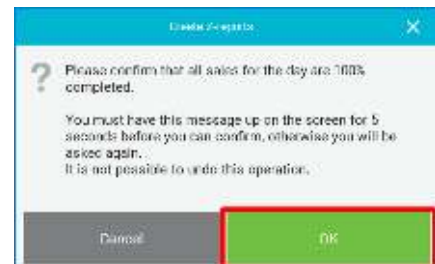 Create Z-reports
Please confirm that all sales for the day are 100%
completed.
You must have this message up on the screen for 5
seconds before you can confirm, otherwise you will be
asked again.
It is not possible to undo this operation.
Cancel
OK